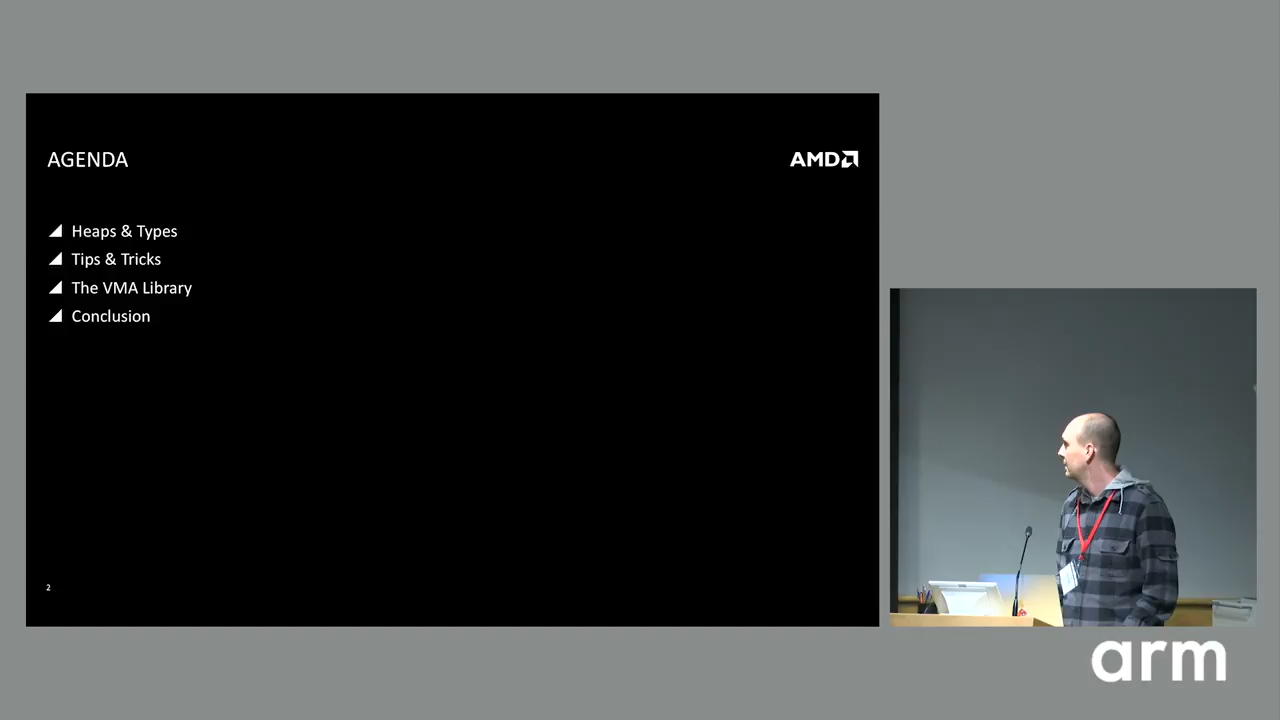 AGENDA
AMD
Heaps & Types
Tips & Tricks
The VMA Library
Conclusion
2
arm